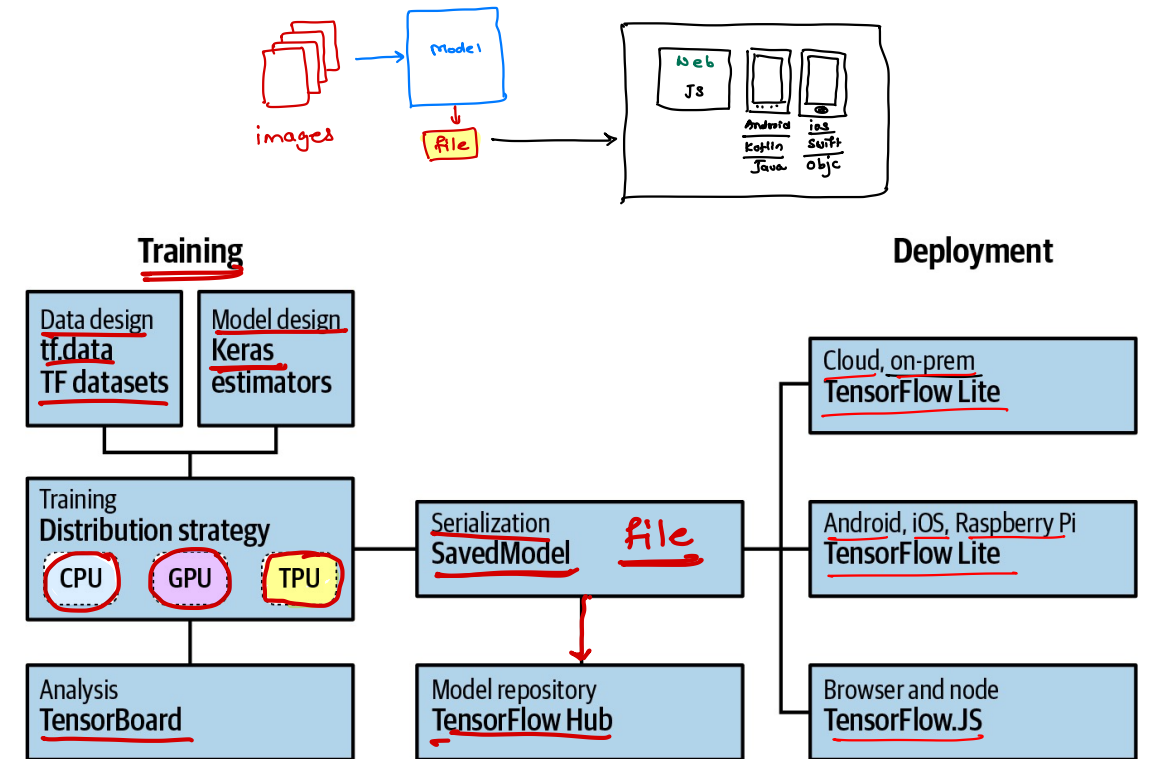 Model
Web
JS
images
file
Android
Kotlin
Java
ios
Swift
Objc
Training
Deployment
Data design
tf.data
TF datasets
Model design
Keras
estimators
Cloud, on-prem
TensorFlow Lite
Training
Distribution strategy
CPU
GPU
TPU
Serialization
SavedModel
file
Android, iOS, Raspberry Pi
TensorFlow Lite
Analysis
TensorBoard
Model repository
TensorFlow Hub
Browser and node
TensorFlow.JS